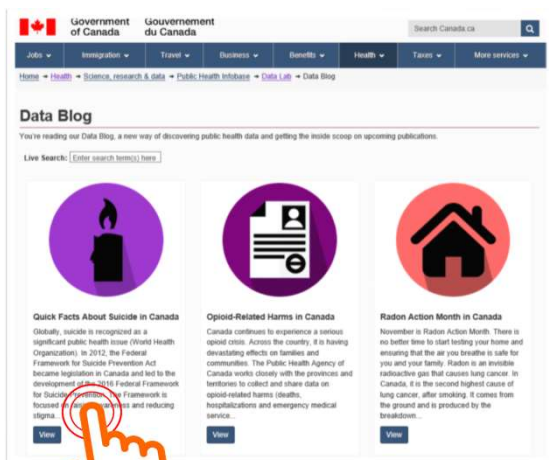 Government
of Canada
Gouvernement
du Canada
Search Canada.ca
Jobs
Immigration
Travel
Business
Benefits
Health
Taxes
More services
Home → Health → Science, research & data → Public Health Infobase → Data Lab → Data Blog
Data Blog
You're reading our Data Blog, a new way of discovering public health data and getting the inside scoop on upcoming publications.
Live Search: Enter search term(s) here
Quick Facts About Suicide in Canada
Globally, suicide is recognized as a
significant public health issue (World Health
Organization). In 2012, the Federal
Framework for Suicide Prevention Act
became legislation in Canada and led to the
development of the 2016 Federal Framework
for Suicide Prevention. The Framework is
focused on raising awareness and reducing
stigma...
View
Opioid-Related Harms in Canada
Canada continues to experience a serious
opioid crisis. Across the country, it is having
devastating effects on families and
communities. The Public Health Agency of
Canada works closely with the provinces and
territories to collect and share data on
opioid-related harms (deaths,
hospitalizations and emergency medical
service...
View
Radon Action Month in Canada
November is Radon Action Month. There is
no better time to start testing your home and
ensuring that the air you breathe is safe for
you and your family. Radon is an invisible
radioactive gas that causes lung cancer. In
Canada, it is the second highest cause of
lung cancer, after smoking. It comes from
the ground and is produced by the
breakdown...
View